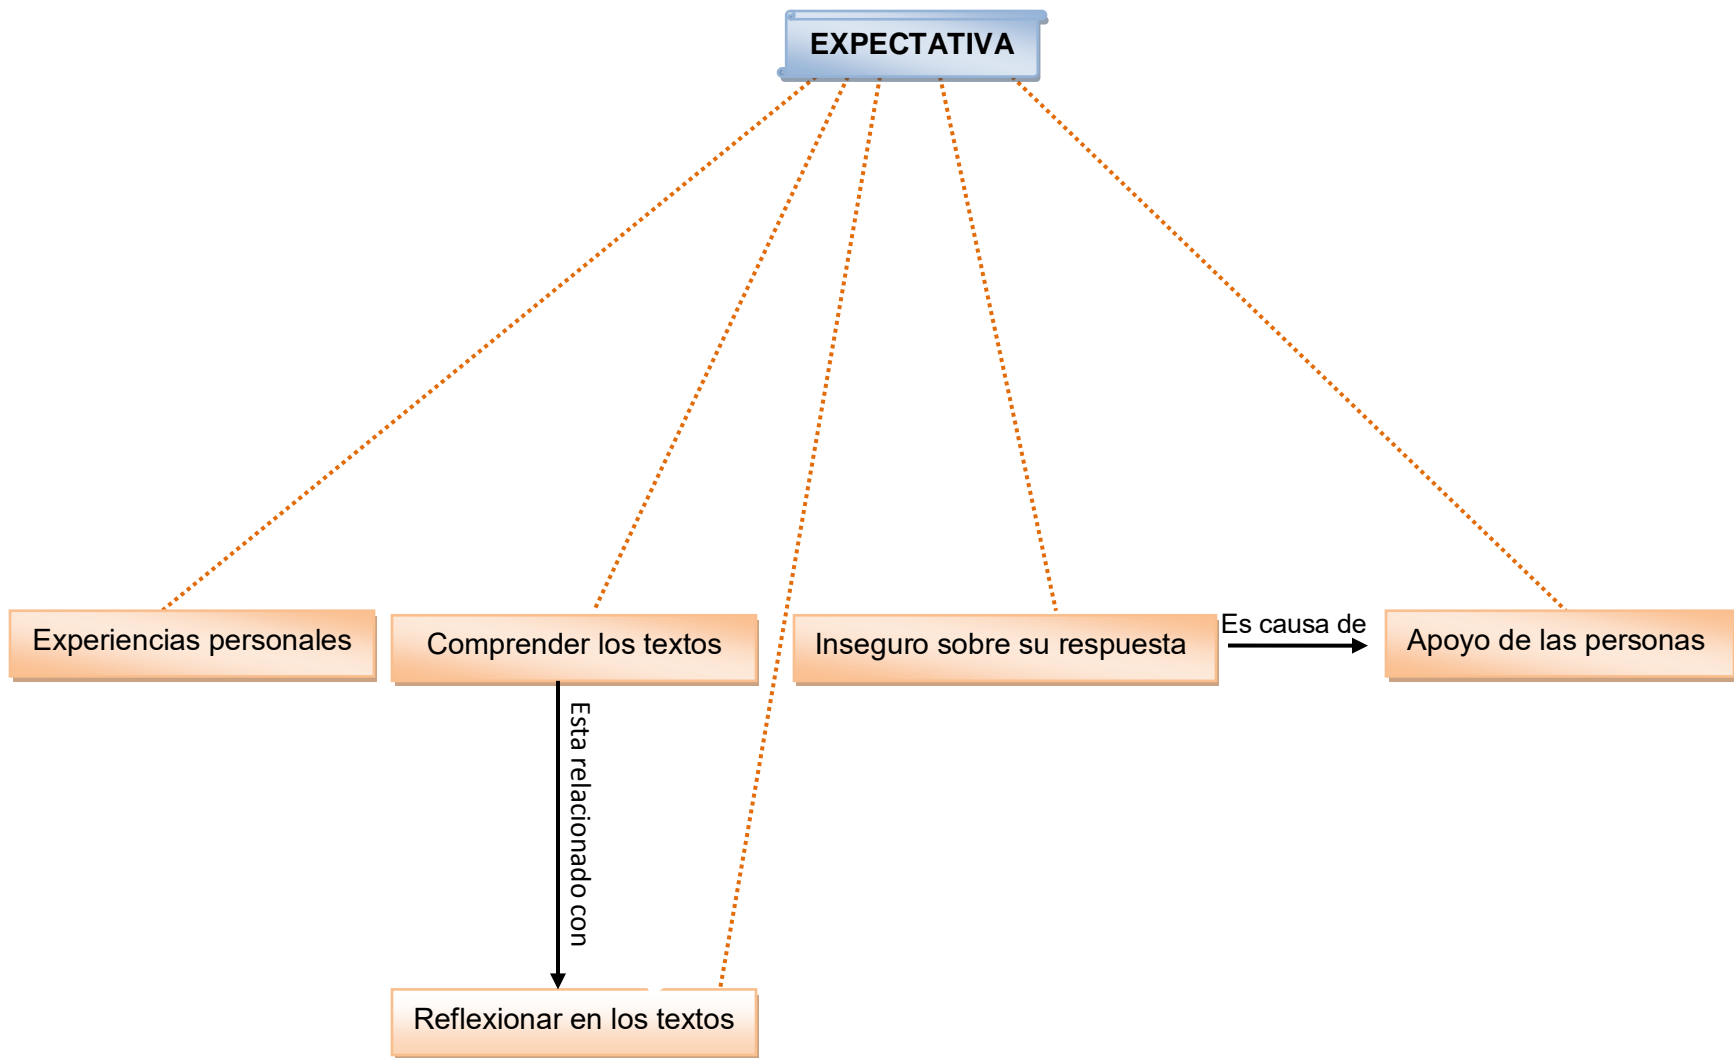 EXPECTATIVA
Experiencias personales
Comprender los textos
Inseguro sobre su respuesta
Es causa de
Apoyo de las personas
Esta relacionado con
Reflexionar en los textos